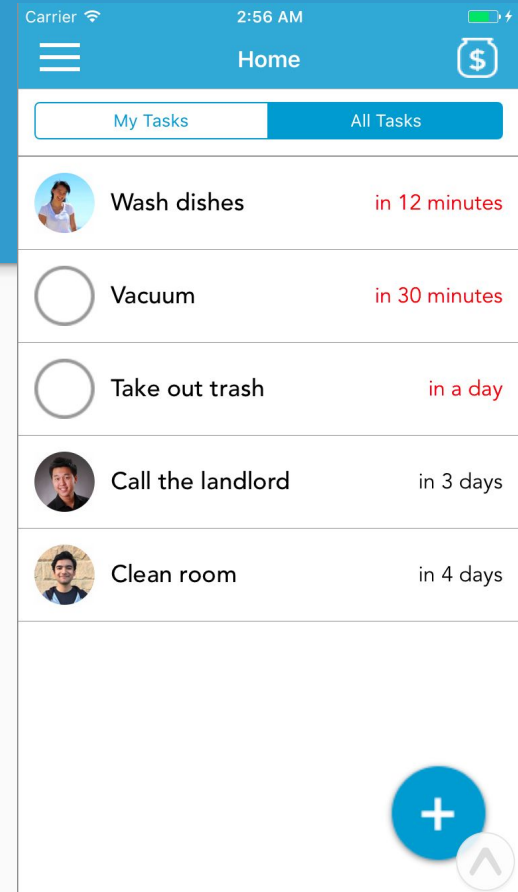 Carrier 2:56 AM
Home $
My Tasks All Tasks
Wash dishes in 12 minutes
Vacuum in 30 minutes
Take out trash in a day
Call the landlord in 3 days
Clean room in 4 days
+